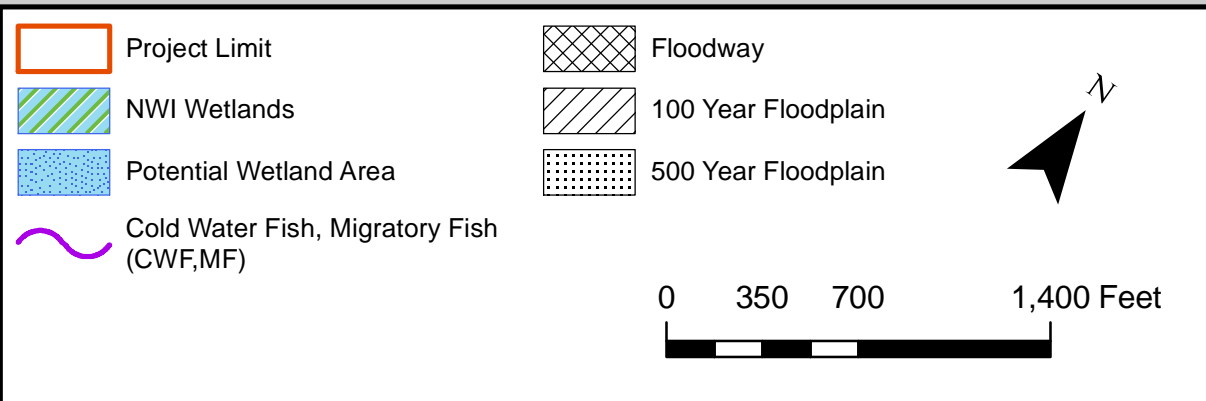 Project Limit
NWI Wetlands
Potential Wetland Area
Cold Water Fish, Migratory Fish
(CWF,MF)
Floodway
100 Year Floodplain
500 Year Floodplain
N
0 350 700 1,400 Feet